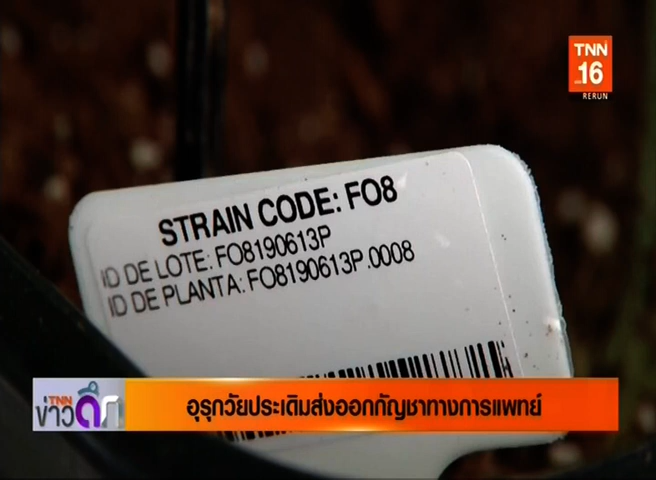 TNN
16
RERUN
STRAIN CODE: FO8
ID DE LOTE: FO8190613P
ID DE PLANTA: FO8190613P.0008
TNN
ข่าวดึก
อุรุกวัยประเดิมส่งออกกัญชาทางการแพทย์